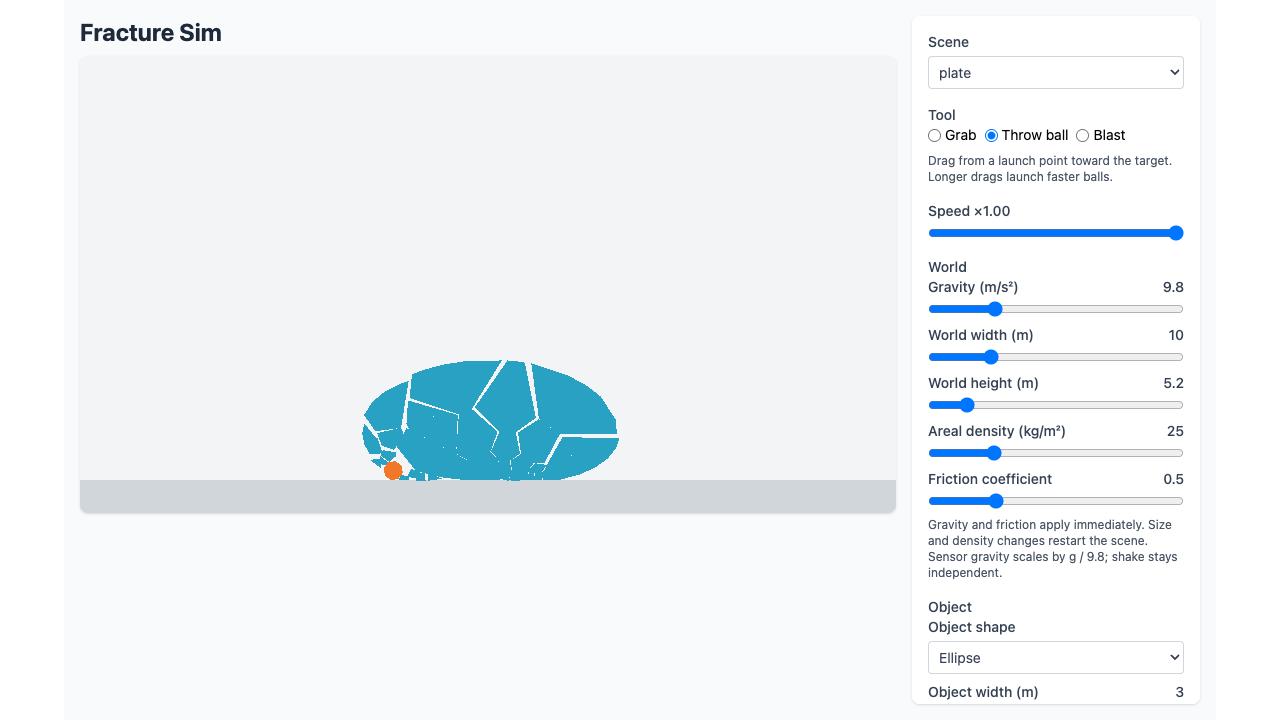 Fracture Sim
Scene
plate
Tool
Grab Throw ball Blast
Drag from a launch point toward the target.
Longer drags launch faster balls.
Speed ×1.00
World
Gravity (m/s²) 9.8
World width (m) 10
World height (m) 5.2
Areal density (kg/m²) 25
Friction coefficient 0.5
Gravity and friction apply immediately. Size
and density changes restart the scene.
Sensor gravity scales by g / 9.8; shake stays
independent.
Object
Object shape
Ellipse
Object width (m) 3